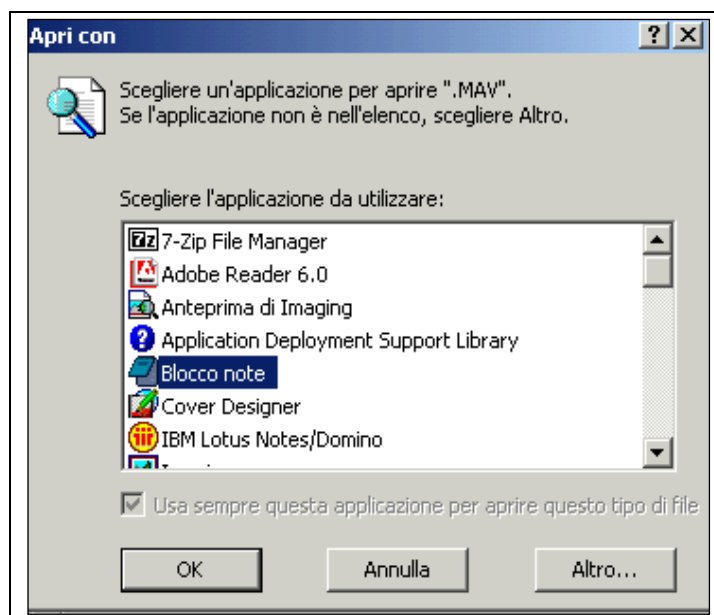 Apri con
Scegliere un'applicazione per aprire ".MAV".
Se l'applicazione non è nell'elenco, scegliere Altro.
Scegliere l'applicazione da utilizzare:
7-Zip File Manager
Adobe Reader 6.0
Anteprima di Imaging
Application Deployment Support Library
Blocco note
Cover Designer
IBM Lotus Notes/Domino
Usa sempre questa applicazione per aprire questo tipo di file
OK
Annulla
Altro...